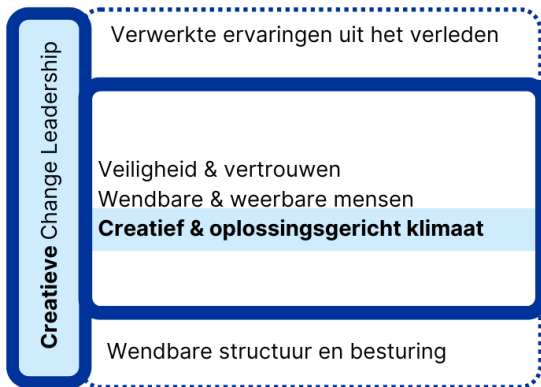 Creatieve Change Leadership
Verwerkte ervaringen uit het verleden
Veiligheid & vertrouwen
Wendbare & weerbare mensen
Creatief & oplossingsgericht klimaat
Wendbare structuur en besturing